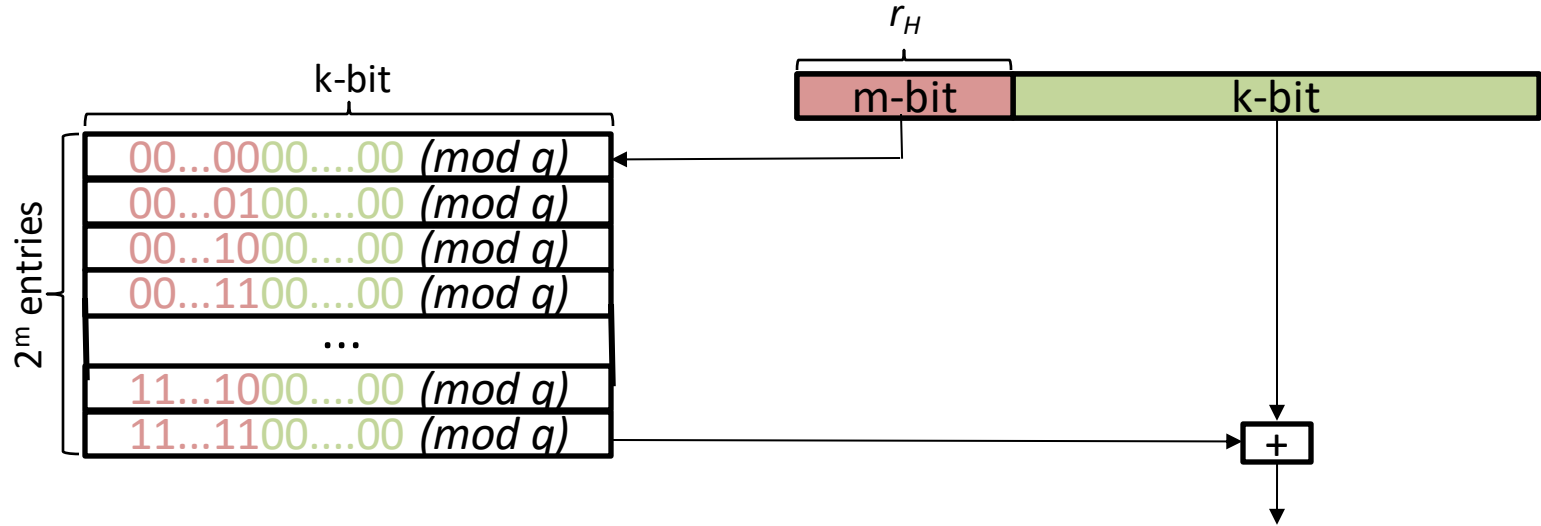 r_H
k-bit
m-bit k-bit
2^m entries
00...0000....00 (mod q)
00...0100....00 (mod q)
00...1000....00 (mod q)
00...1100....00 (mod q)
...
11...1000....00 (mod q)
11...1100....00 (mod q)
+